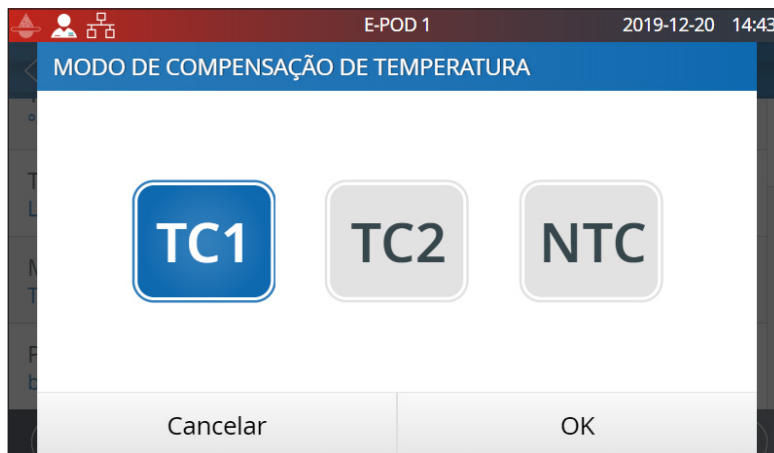 E-POD 1 2019-12-20 14:43
MODO DE COMPENSAÇÃO DE TEMPERATURA
TC1 TC2 NTC
Cancelar OK